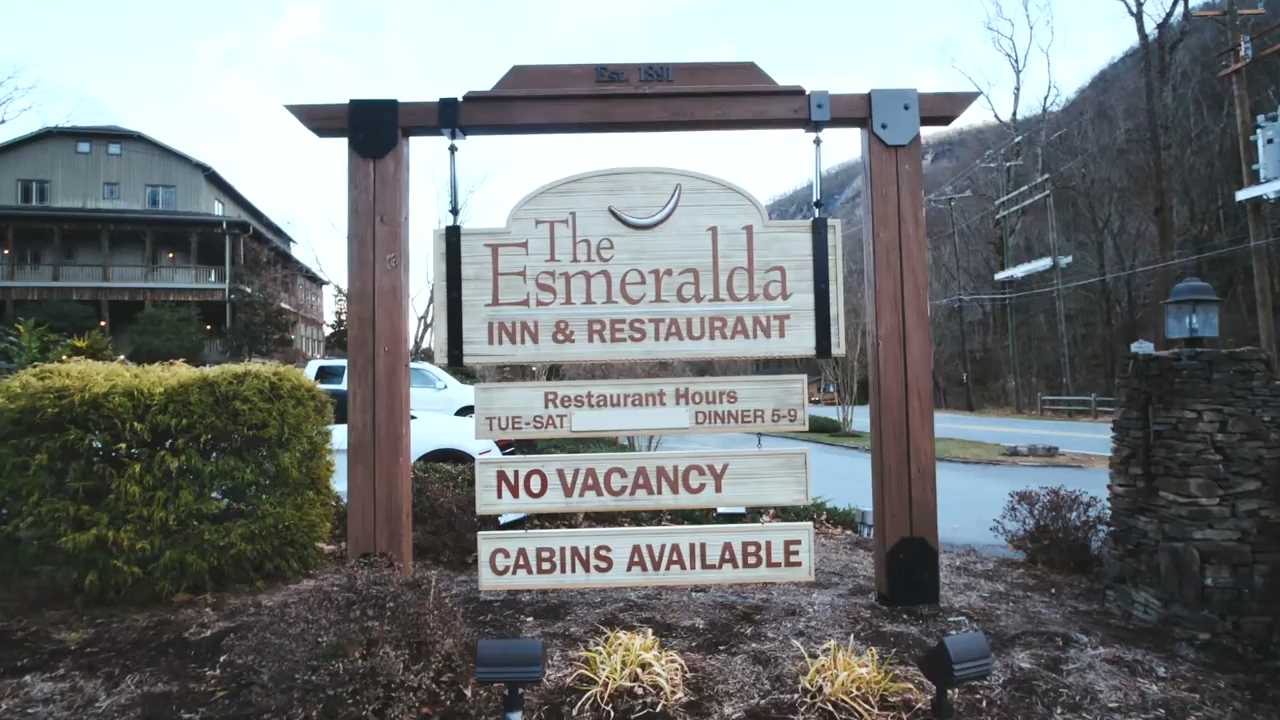 Est. 1891
The
Esmeralda
INN & RESTAURANT
Restaurant Hours
TUE-SAT DINNER 5-9
NO VACANCY
CABINS AVAILABLE